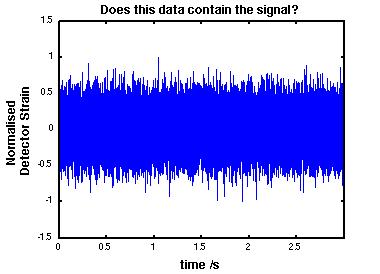 Does this data contain the signal?
1.5
1
0.5
0
-0.5
-1
-1.5
Normalised
Detector Strain
0 0.5 1 1.5 2 2.5
time /s